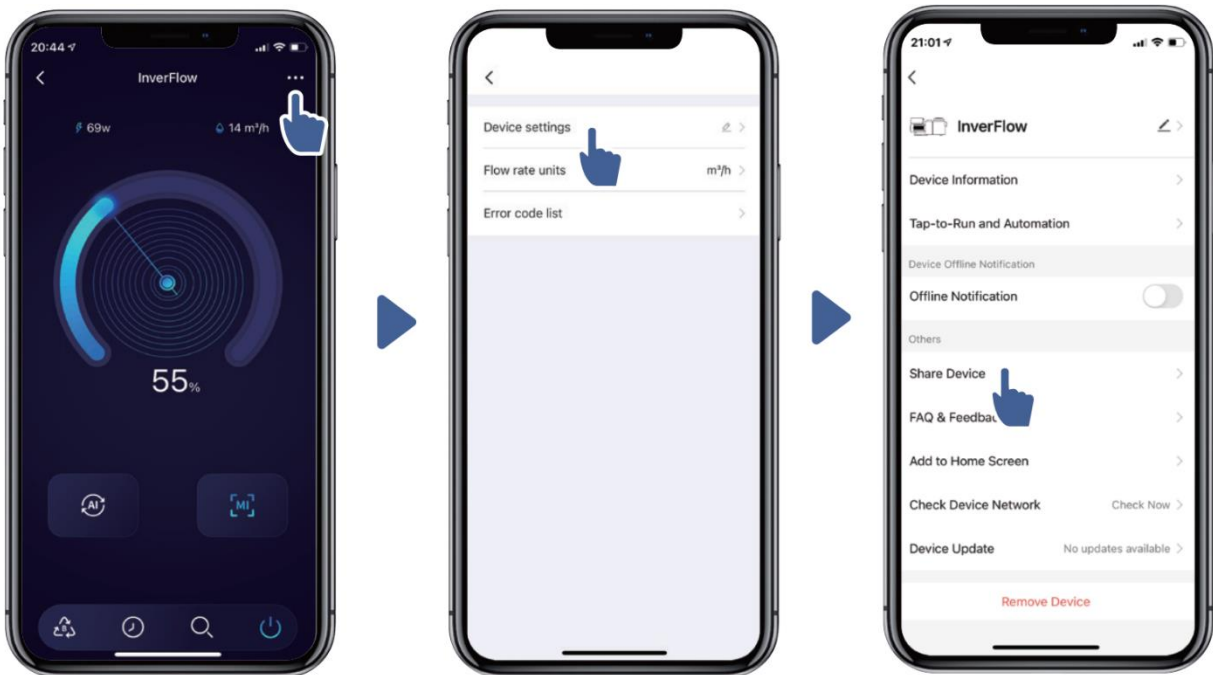 20:44
InverFlow
69w
14 m³/h
55%
AI
MI
Device settings
Flow rate units m³/h
Error code list
21:01
InverFlow
Device Information
Tap-to-Run and Automation
Device Offline Notification
Offline Notification
Others
Share Device
FAQ &
Add to Home Screen
Check Device Network Check Now
Device Update No updates available
Remove Device